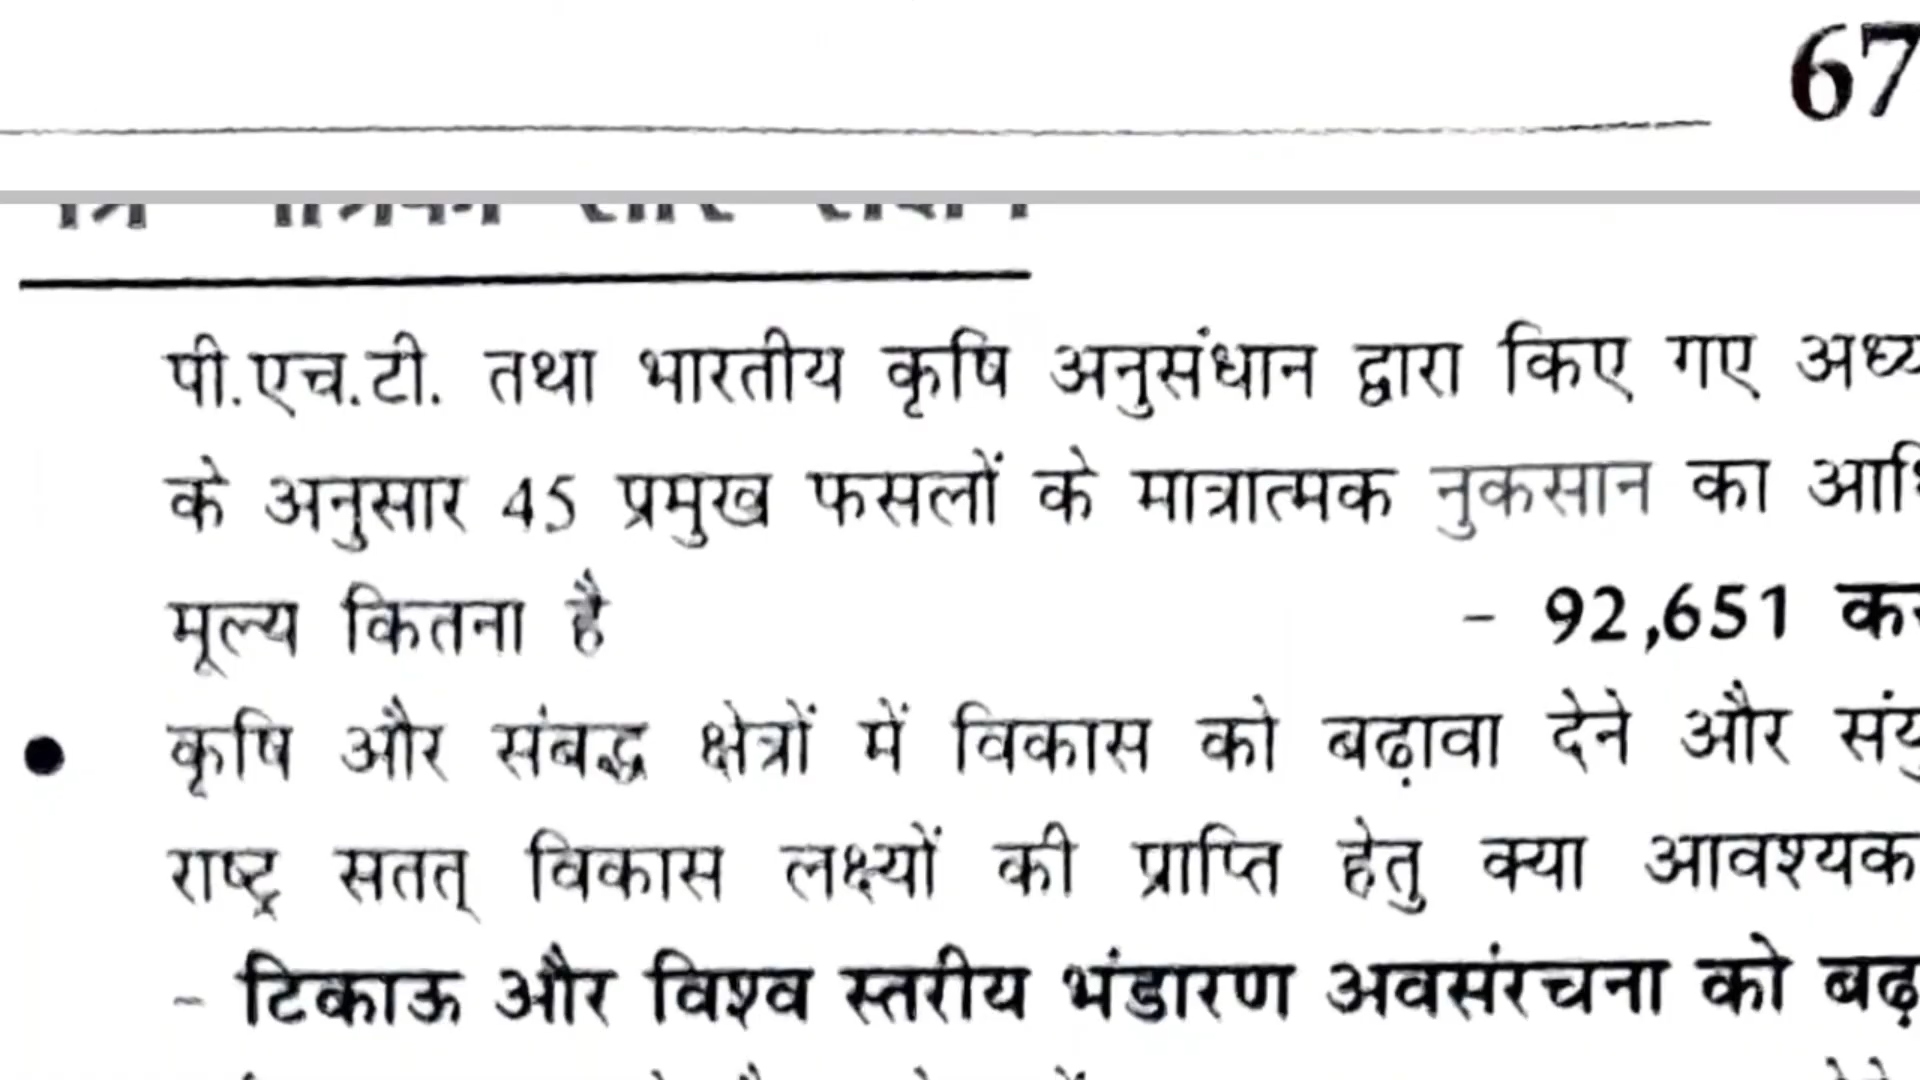 67
पी.एच.टी. तथा भारतीय कृषि अनुसंधान द्वारा किए गए
के अनुसार 45 प्रमुख फसलों के मात्रात्मक नुकसान का
मूल्य कितना है - 92,651
● कृषि और संबद्ध क्षेत्रों में विकास को बढ़ावा देने और
राष्ट्र सतत् विकास लक्ष्यों की प्राप्ति हेतु क्या आवश्यक
- टिकाऊ और विश्व स्तरीय भंडारण अवसंरचना को